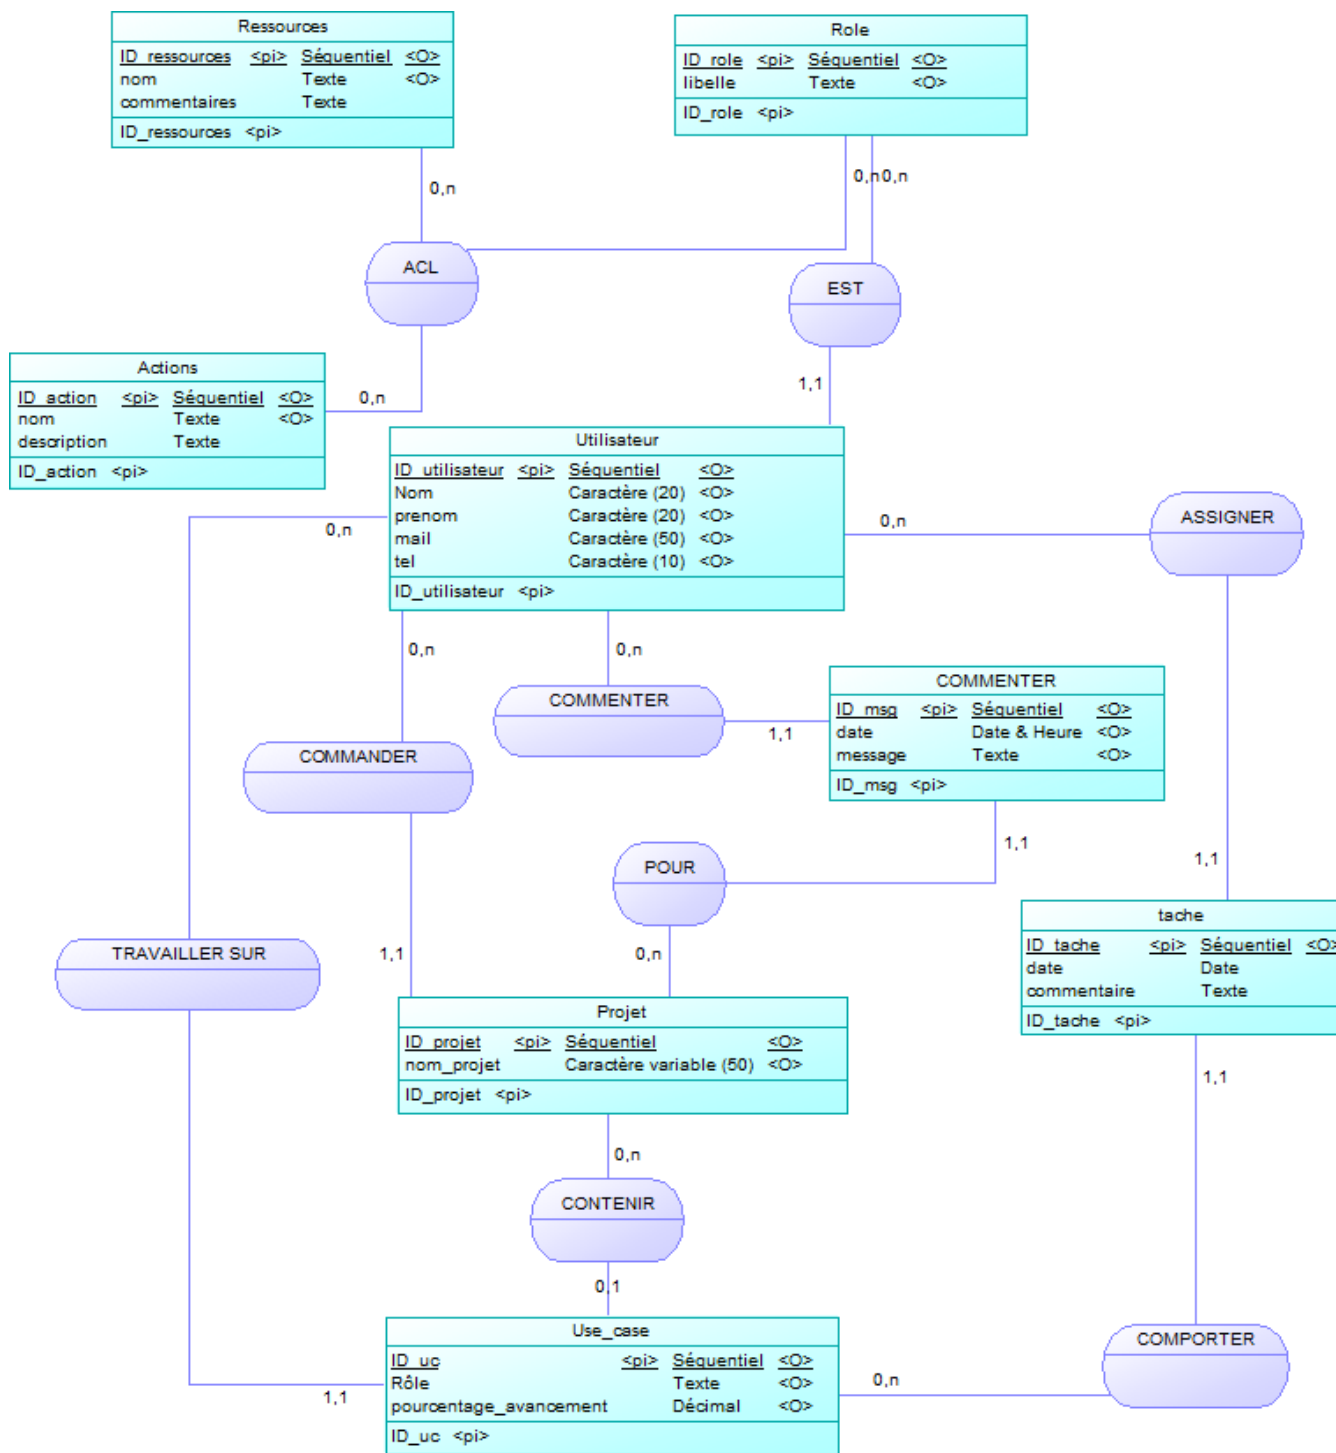 Ressources
ID_ressources <pi> Séquentiel <O>
nom Texte <O>
commentaires Texte
ID_ressources <pi>
Role
ID_role <pi> Séquentiel <O>
libelle Texte <O>
ID_role <pi>
0,n
0,n
0,n
ACL
EST
Actions
ID_action <pi> Séquentiel <O>
nom Texte <O>
description Texte
ID_action <pi>
0,n
1,1
Utilisateur
ID_utilisateur <pi> Séquentiel <O>
Nom Caractère (20) <O>
prenom Caractère (20) <O>
mail Caractère (50) <O>
tel Caractère (10) <O>
ID_utilisateur <pi>
0,n
0,n
ASSIGNER
0,n
0,n
COMMENTER
COMMENTER
ID_msg <pi> Séquentiel <O>
date Date & Heure <O>
message Texte <O>
ID_msg <pi>
1,1
COMMANDER
1,1
1,1
POUR
tache
ID_tache <pi> Séquentiel <O>
date Date
commentaire Texte
ID_tache <pi>
TRAVAILLER SUR
1,1
0,n
Projet
ID_projet <pi> Séquentiel <O>
nom_projet Caractère variable (50) <O>
ID_projet <pi>
1,1
0,n
CONTENIR
0,1
Use_case
ID_uc <pi> Séquentiel <O>
Rôle Texte <O>
pourcentage_avancement Décimal <O>
ID_uc <pi>
1,1
0,n
COMPORTER